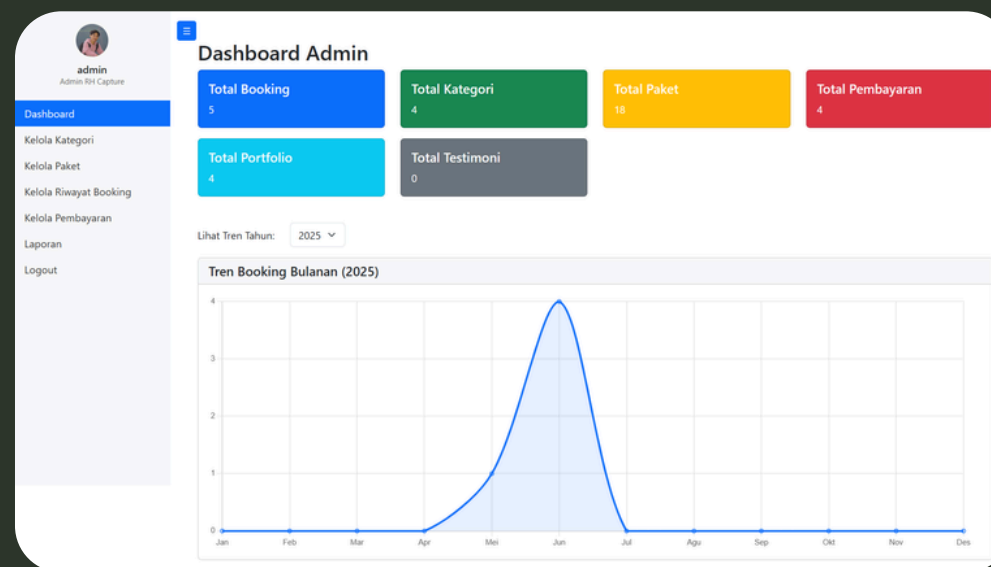 admin
Admin RH Capture
Dashboard
Kelola Kategori
Kelola Paket
Kelola Riwayat Booking
Kelola Pembayaran
Laporan
Logout
Dashboard Admin
Total Booking
5
Total Kategori
4
Total Paket
18
Total Pembayaran
4
Total Portfolio
4
Total Testimoni
0
Lihat Tren Tahun: 2025
Tren Booking Bulanan (2025)
4
3
2
1
0
Jan Feb Mar Apr Mei Jun Jul Agu Sep Okt Nov Des